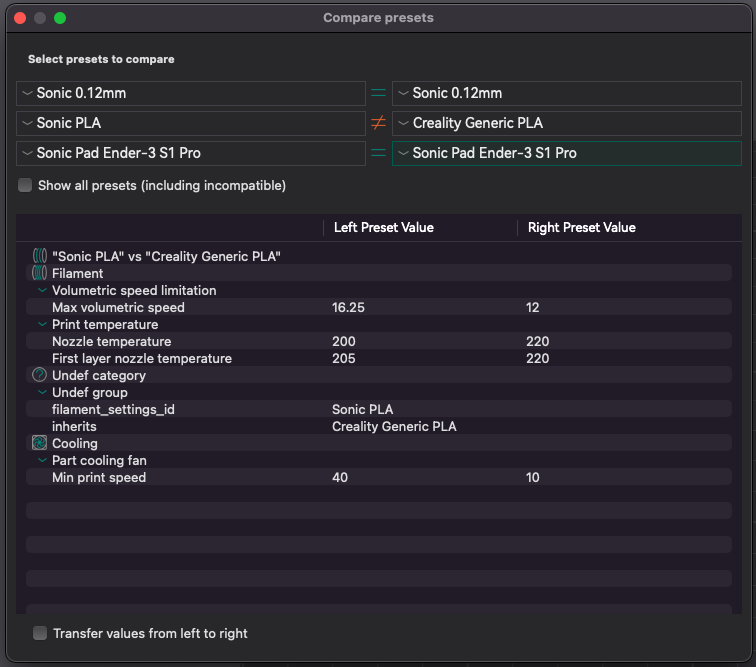 Compare presets
Select presets to compare
Sonic 0.12mm Sonic 0.12mm
Sonic PLA ≠ Creality Generic PLA
Sonic Pad Ender-3 S1 Pro Sonic Pad Ender-3 S1 Pro
Show all presets (including incompatible)
Left Preset Value Right Preset Value
"Sonic PLA" vs "Creality Generic PLA"
Filament
Volumetric speed limitation
Max volumetric speed 16.25 12
Print temperature
Nozzle temperature 200 220
First layer nozzle temperature 205 220
Undef category
Undef group
filament_settings_id Sonic PLA
inherits Creality Generic PLA
Cooling
Part cooling fan
Min print speed 40 10
Transfer values from left to right